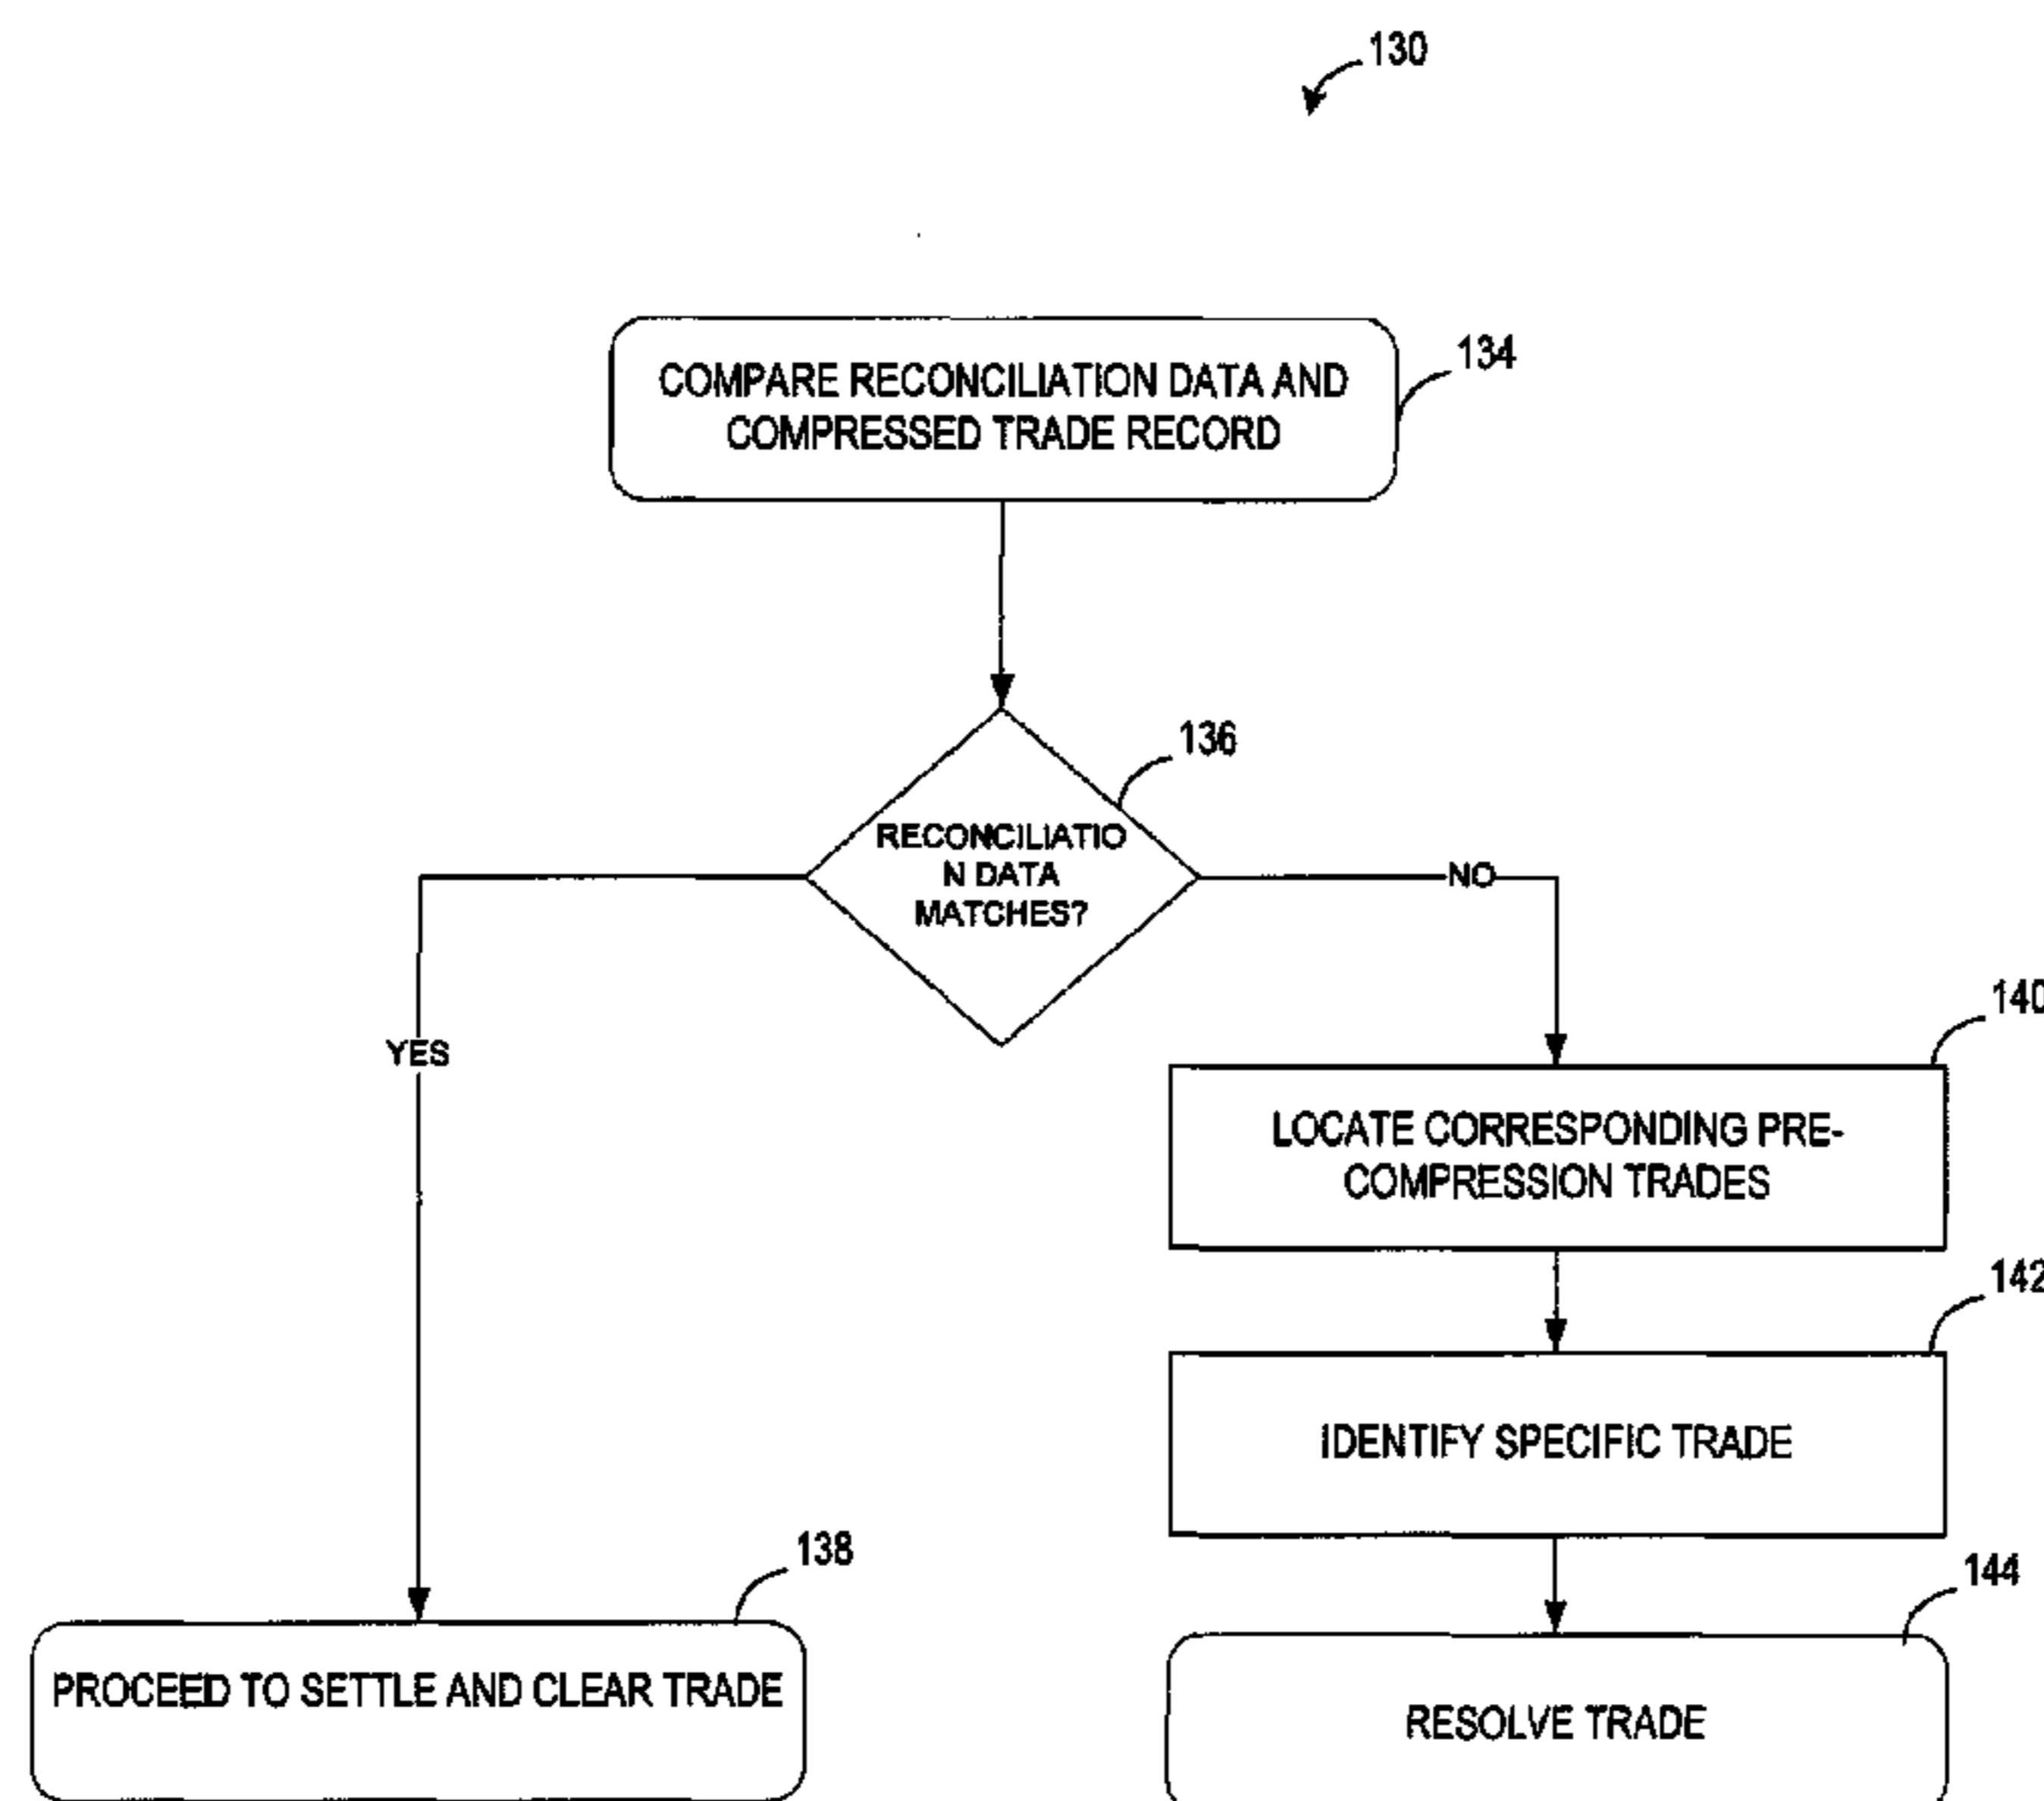 130
COMPARE RECONCILIATION DATA AND
COMPRESSED TRADE RECORD
134
136
RECONCILIATIO
N DATA
MATCHES?
NO
YES
140
LOCATE CORRESPONDING PRE-
COMPRESSION TRADES
142
IDENTIFY SPECIFIC TRADE
138
PROCEED TO SETTLE AND CLEAR TRADE
144
RESOLVE TRADE